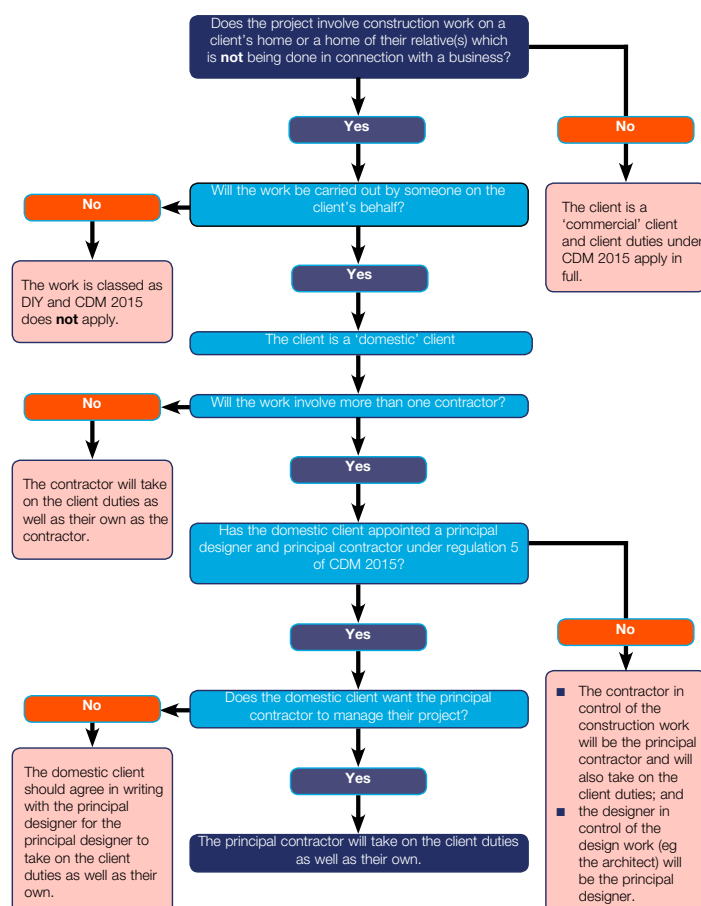 Does the project involve construction work on a
client's home or a home of their relative(s) which
is not being done in connection with a business?
Yes
No
Will the work be carried out by someone on the
client's behalf?
No
The client is a
'commercial' client
and client duties under
CDM 2015 apply in
full.
The work is classed as
DIY and CDM 2015
does not apply.
Yes
The client is a 'domestic' client
Will the work involve more than one contractor?
No
The contractor will take
on the client duties as
well as their own as the
contractor.
Yes
Has the domestic client appointed a principal
designer and principal contractor under regulation 5
of CDM 2015?
Yes
No
Does the domestic client want the principal
contractor to manage their project?
No
The domestic client
should agree in writing
with the principal
designer for the
principal designer to
take on the client
duties as well as their
own.
Yes
The principal contractor will take on the client duties
as well as their own.
■ The contractor in
control of the
construction work
will be the principal
contractor and will
also take on the
client duties; and
■ the designer in
control of the
design work (eg
the architect) will
be the principal
designer.